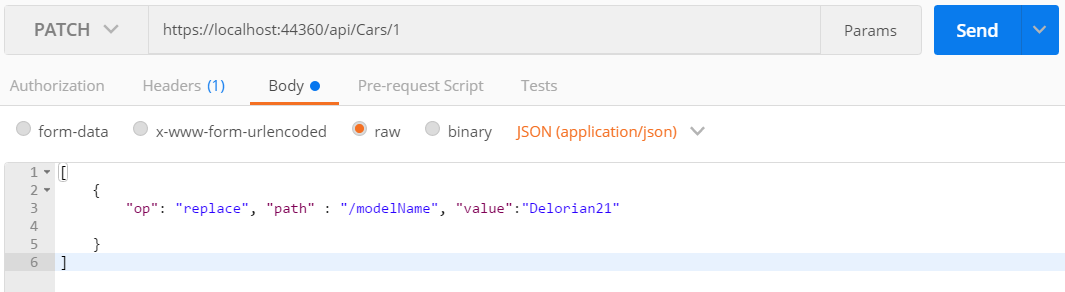 PATCH https://localhost:44360/api/Cars/1 Params Send
Authorization Headers (1) Body Pre-request Script Tests
form-data x-www-form-urlencoded raw binary JSON (application/json)
1 [
2 {
3 "op": "replace", "path" : "/modelName", "value":"Delorian21"
4
5 }
6 ]